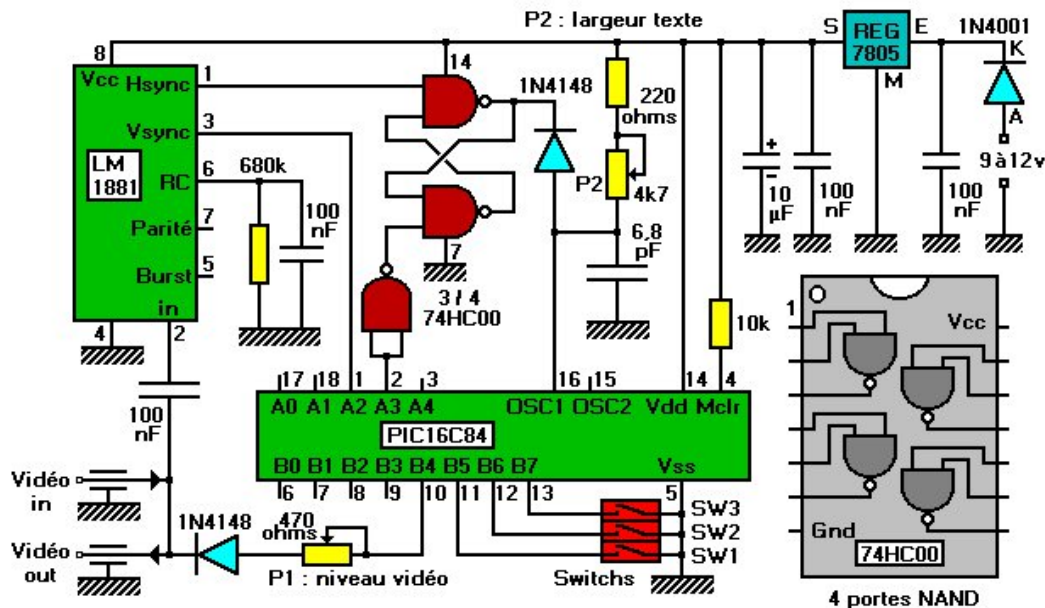 P2 : largeur texte
S
REG
7805
E
1N4001
K
M
A
9 à 12v
8
Vcc
Hsync
1
14
Vsync
3
LM
1881
RC
6
680k
100
nF
Parité
7
Burst
5
in
4
2
100
nF
1N4148
220
ohms
P2
4k7
6,8
pF
7
3 / 4
74HC00
+
-
10
µF
100
nF
100
nF
10k
17
18
1
2
3
16
15
14
4
A0
A1
A2
A3
A4
OSC1
OSC2
Vdd
Mclr
PIC16C84
B0
B1
B2
B3
B4
B5
B6
B7
Vss
6
7
8
9
10
11
12
13
5
Vidéo
in
Vidéo
out
1N4148
470
ohms
P1 : niveau vidéo
SW3
SW2
SW1
Switchs
1
Vcc
Gnd
74HC00
4 portes NAND